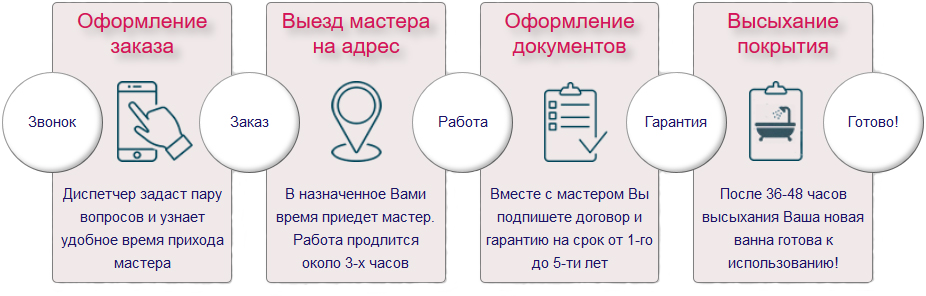 Оформление
заказа
Выезд мастера
на адрес
Оформление
документов
Высыхание
покрытия
Звонок
Заказ
Работа
Гарантия
Готово!
Диспетчер задаст пару
вопросов и узнает
удобное время прихода
мастера
В назначенное Вами
время приедет мастер.
Работа продлится
около 3-х часов
Вместе с мастером Вы
подпишете договор и
гарантию на срок от 1-го
до 5-ти лет
После 36-48 часов
высыхания Ваша новая
ванна готова к
использованию!